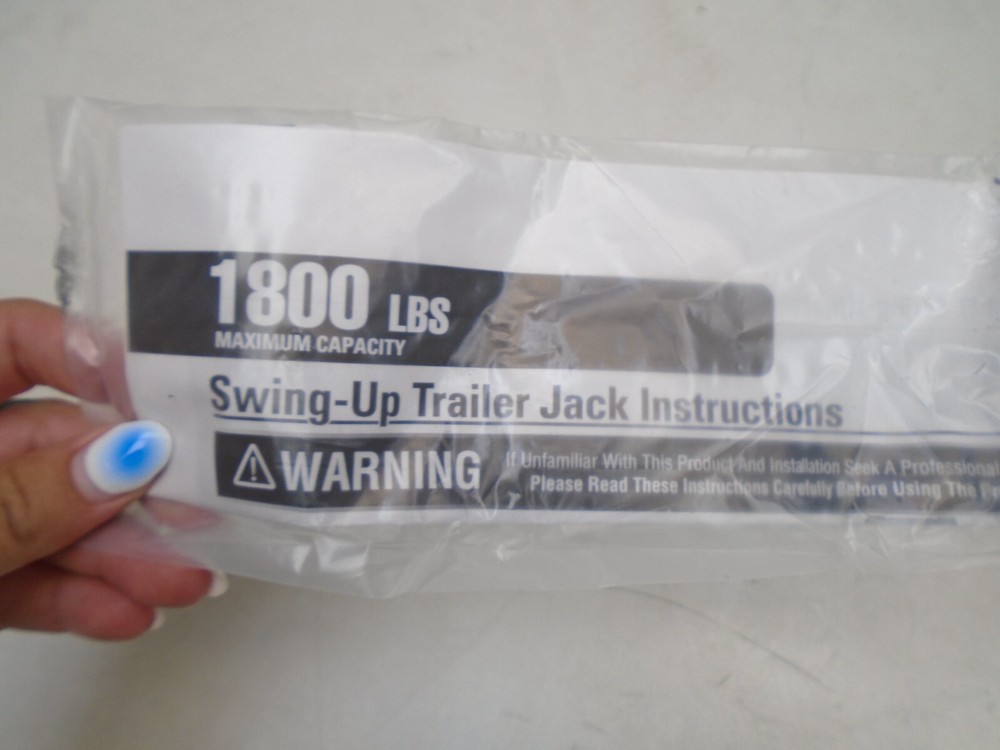 1800 LBS
MAXIMUM CAPACITY
Swing-Up Trailer Jack Instructions
WARNING
If Unfamiliar With This Product And Installation Seek A Professional
Please Read These Instructions Carefully Before Using The